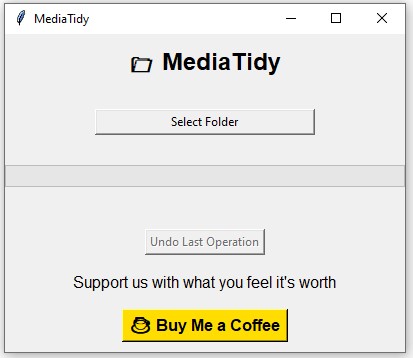 MediaTidy
MediaTidy
Select Folder
Undo Last Operation
Support us with what you feel it's worth
Buy Me a Coffee